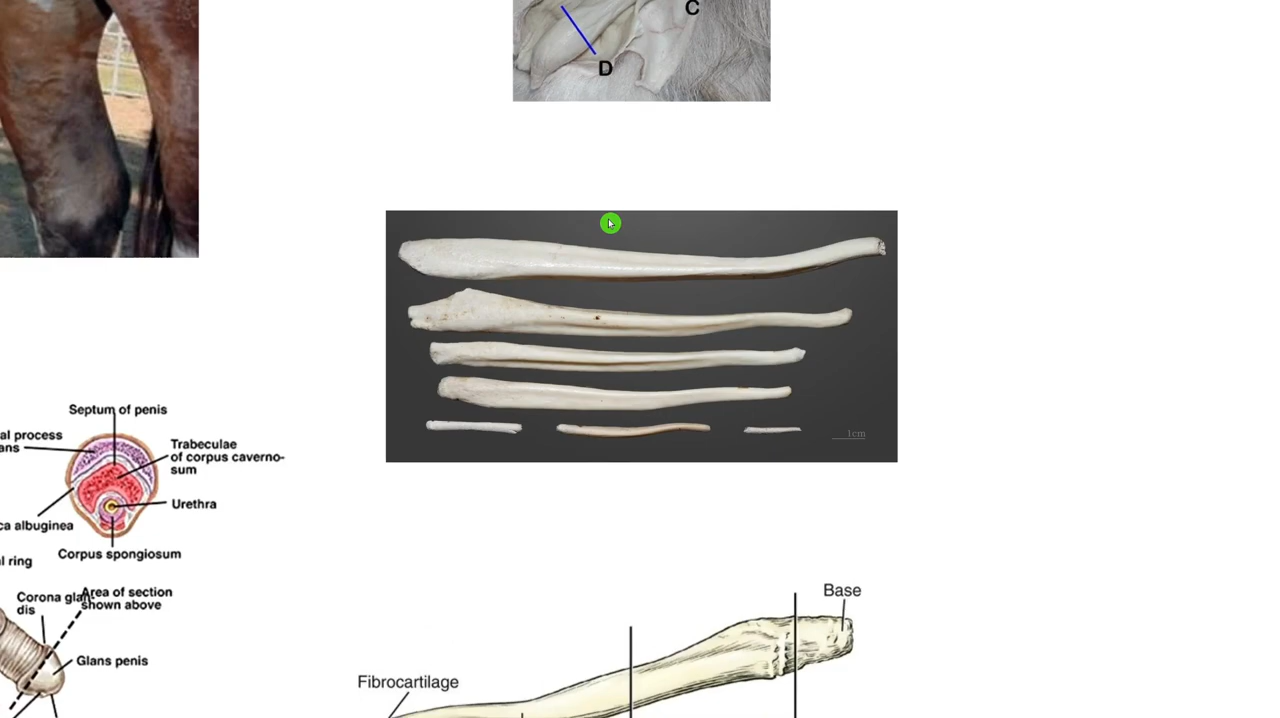 C
D
1cm
Septum of penis
al process
ans
Trabeculae
of corpus caverno-
sum
Urethra
ca albuginea
Corpus spongiosum
al ring
Corona glan-
dis
Area of section
shown above
Glans penis
Base
Fibrocartilage